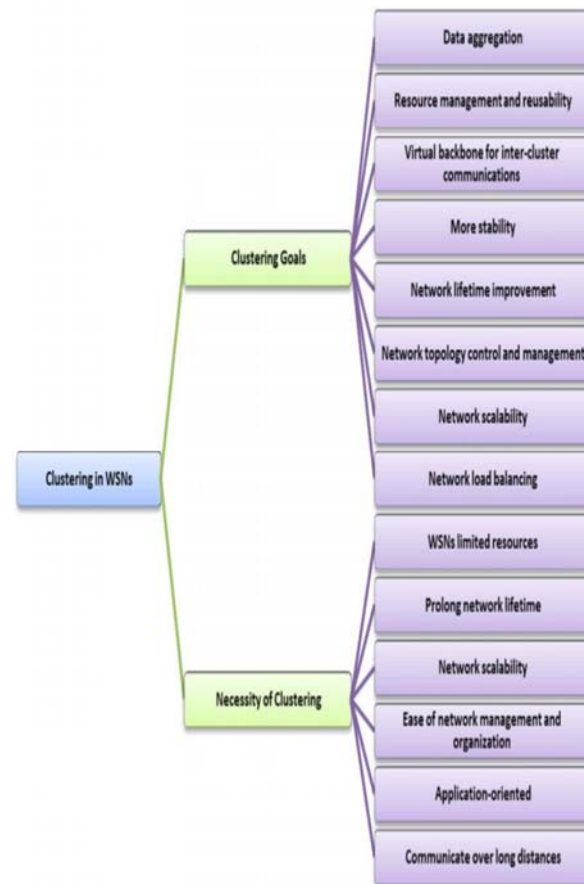 Clustering in WSNs
Clustering Goals
Data aggregation
Resource management and reusability
Virtual backbone for inter-cluster
communications
More stability
Network lifetime improvement
Network topology control and management
Network scalability
Network load balancing
Necessity of Clustering
WSNs limited resources
Prolong network lifetime
Network scalability
Ease of network management and
organization
Application-oriented
Communicate over long distances